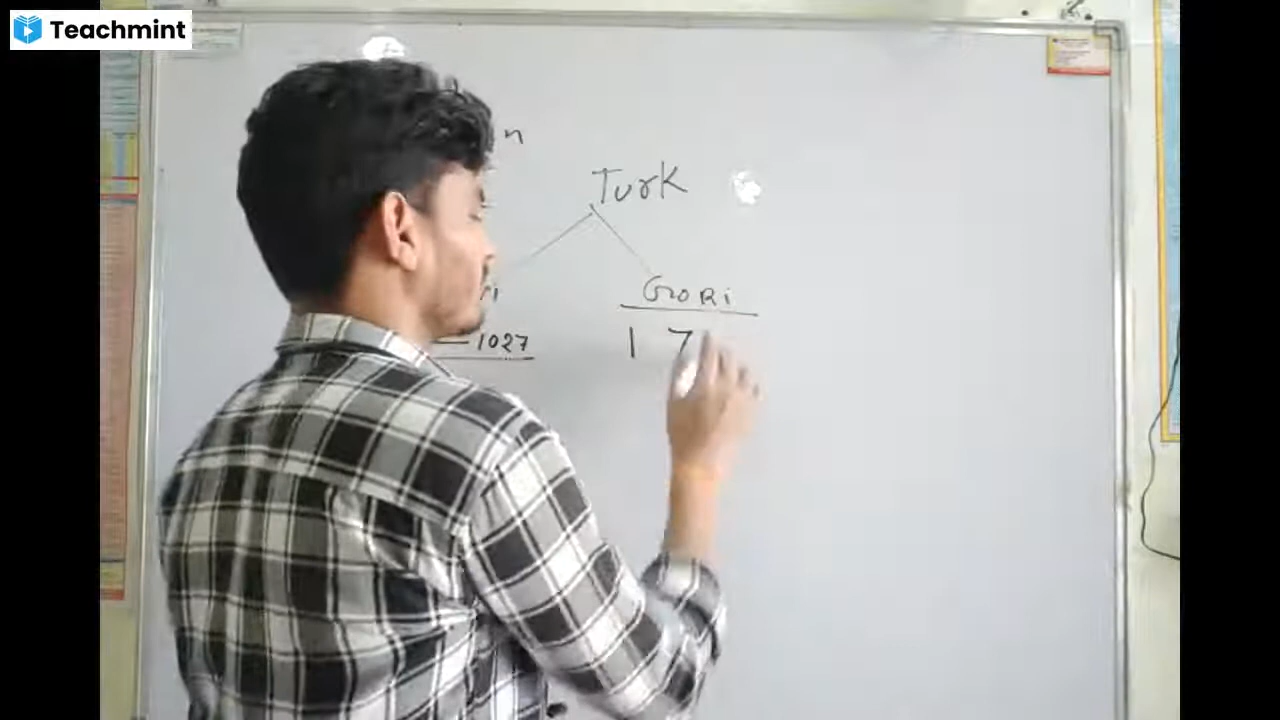 Teachmint
n
Turk
i GORi
— 1027 1 7